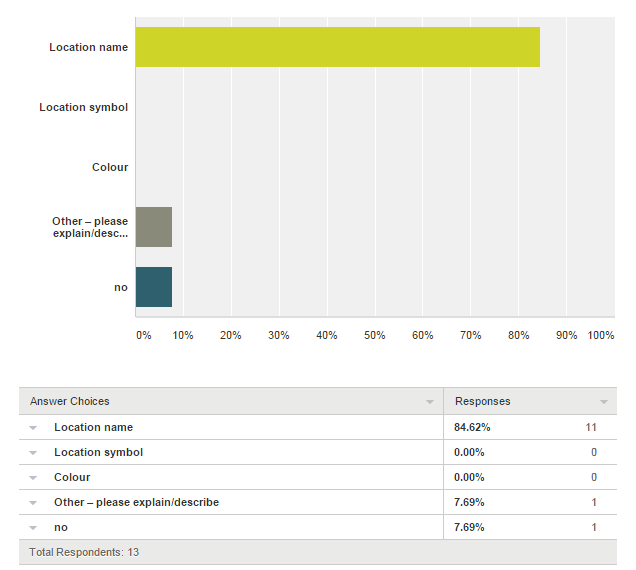 Location name
Location symbol
Colour
Other – please
explain/desc...
no
0% 10% 20% 30% 40% 50% 60% 70% 80% 90% 100%
Answer Choices Responses
Location name 84.62% 11
Location symbol 0.00% 0
Colour 0.00% 0
Other – please explain/describe 7.69% 1
no 7.69% 1
Total Respondents: 13